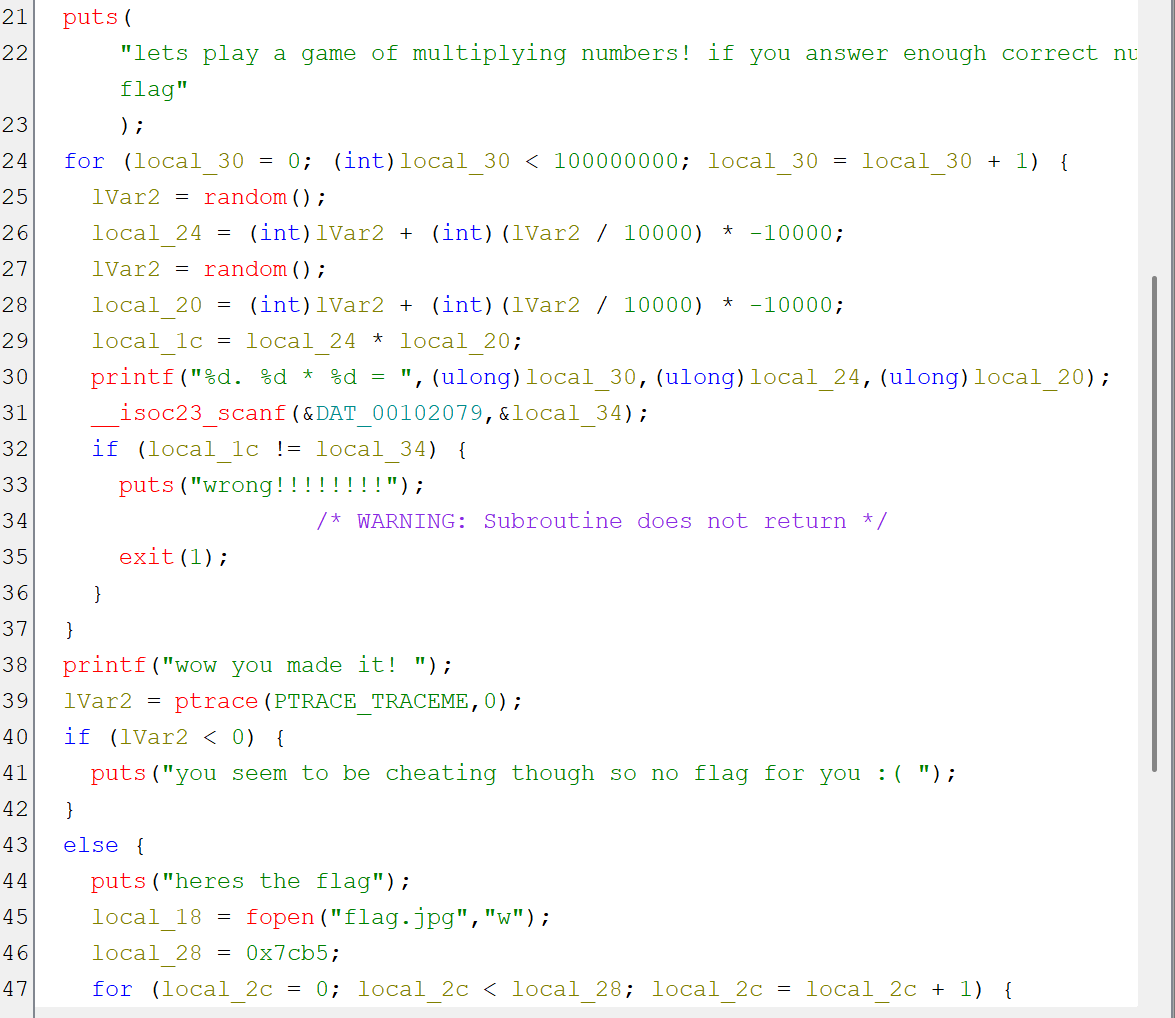 21 puts(
22 "lets play a game of multiplying numbers! if you answer enough correct nu
flag"
23 );
24 for (local_30 = 0; (int)local_30 < 100000000; local_30 = local_30 + 1) {
25 lVar2 = random();
26 local_24 = (int)lVar2 + (int)(lVar2 / 10000) * -10000;
27 lVar2 = random();
28 local_20 = (int)lVar2 + (int)(lVar2 / 10000) * -10000;
29 local_1c = local_24 * local_20;
30 printf("%d. %d * %d = ",(ulong)local_30,(ulong)local_24,(ulong)local_20);
31 __isoc23_scanf(&DAT_00102079,&local_34);
32 if (local_1c != local_34) {
33 puts("wrong!!!!!!!!");
34 /* WARNING: Subroutine does not return */
35 exit(1);
36 }
37 }
38 printf("wow you made it! ");
39 lVar2 = ptrace(PTRACE_TRACEME,0);
40 if (lVar2 < 0) {
41 puts("you seem to be cheating though so no flag for you :( ");
42 }
43 else {
44 puts("heres the flag");
45 local_18 = fopen("flag.jpg","w");
46 local_28 = 0x7cb5;
47 for (local_2c = 0; local_2c < local_28; local_2c = local_2c + 1) {